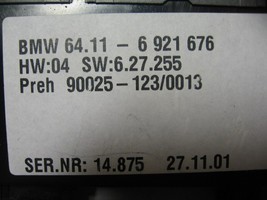 BMW 64.11 - 6 921 676
HW:04 SW:6.27.255
Preh 90025-123/0013
SER.NR: 14.875 27.11.01